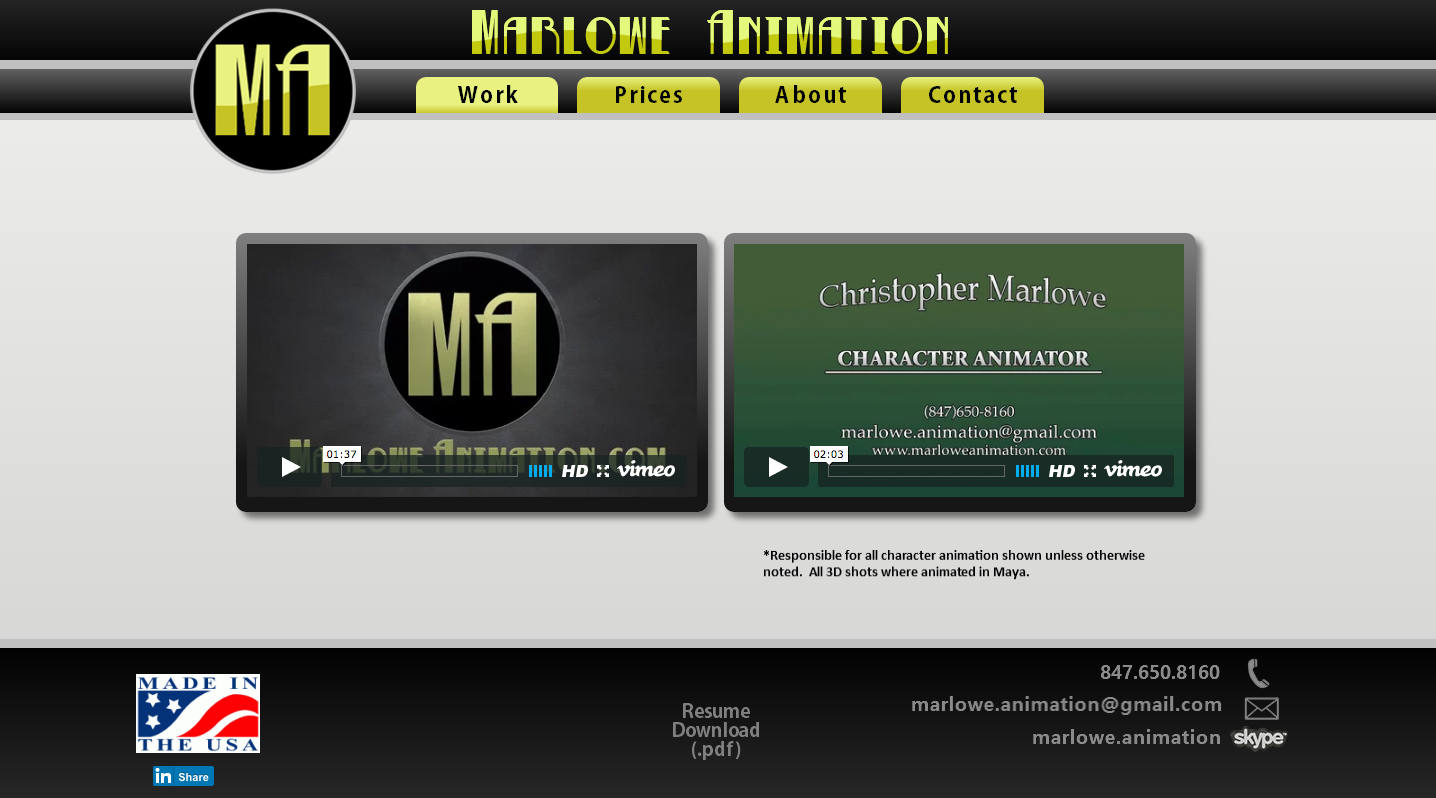 MARLOWE ANIMATION
MA
Work Prices About Contact
MA
MARLOWE ANIMATION.COM
01:37
HD vimeo
Christopher Marlowe
CHARACTER ANIMATOR
(847)650-8160
marlowe.animation@gmail.com
www.marloweanimation.com
02:03
HD vimeo
*Responsible for all character animation shown unless otherwise
noted. All 3D shots where animated in Maya.
MADE IN
THE USA
in Share
Resume
Download
(.pdf)
847.650.8160
marlowe.animation@gmail.com
marlowe.animation skype™